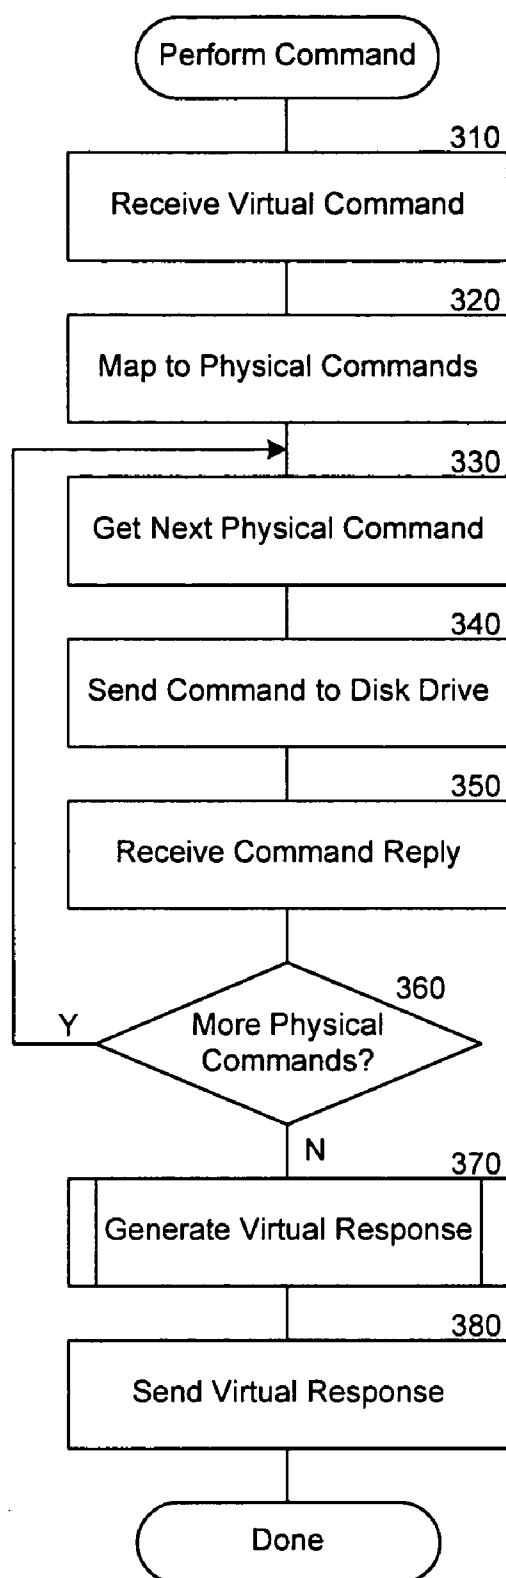 Perform Command
310
Receive Virtual Command
320
Map to Physical Commands
330
Get Next Physical Command
340
Send Command to Disk Drive
350
Receive Command Reply
360
More Physical
Commands?
Y
N
370
Generate Virtual Response
380
Send Virtual Response
Done